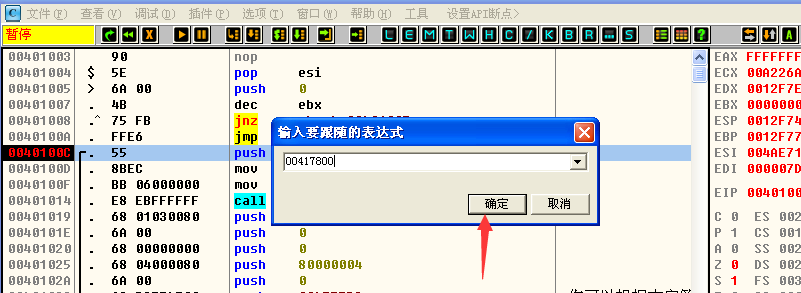 C 文件(F) 查看(V) 调试(D) 插件(P) 选项(T) 窗口(W) 帮助(H) 工具 设置API断点>
暂停 L E M T W H C / K B R ... S ?
00401003 90 nop
00401004 $ 5E pop esi
00401005 > 6A 00 push 0
00401007 . 4B dec ebx
00401008 .^ 75 FB jnz
0040100A . FFE6 jmp
0040100C . 55 push
0040100D . 8BEC mov
0040100F . BB 06000000 mov
00401014 . E8 EBFFFFFF call
00401019 . 68 01030080 push
0040101E . 6A 00 push 0
00401020 . 68 00000000 push 0
00401025 . 68 04000080 push 80000004
0040102A . 6A 00 push 0
输入要跟随的表达式
00417800
确定 取消
EAX FFFFFFF
ECX 00A226A
EDX 0012F7E
EBX 0000000
ESP 0012F74
EBP 0012F77
ESI 004AE71
EDI 000007D
EIP 0040100
C 0 ES 002
P 1 CS 001
A 0 SS 002
Z 0 DS 002
S 1 FS 003